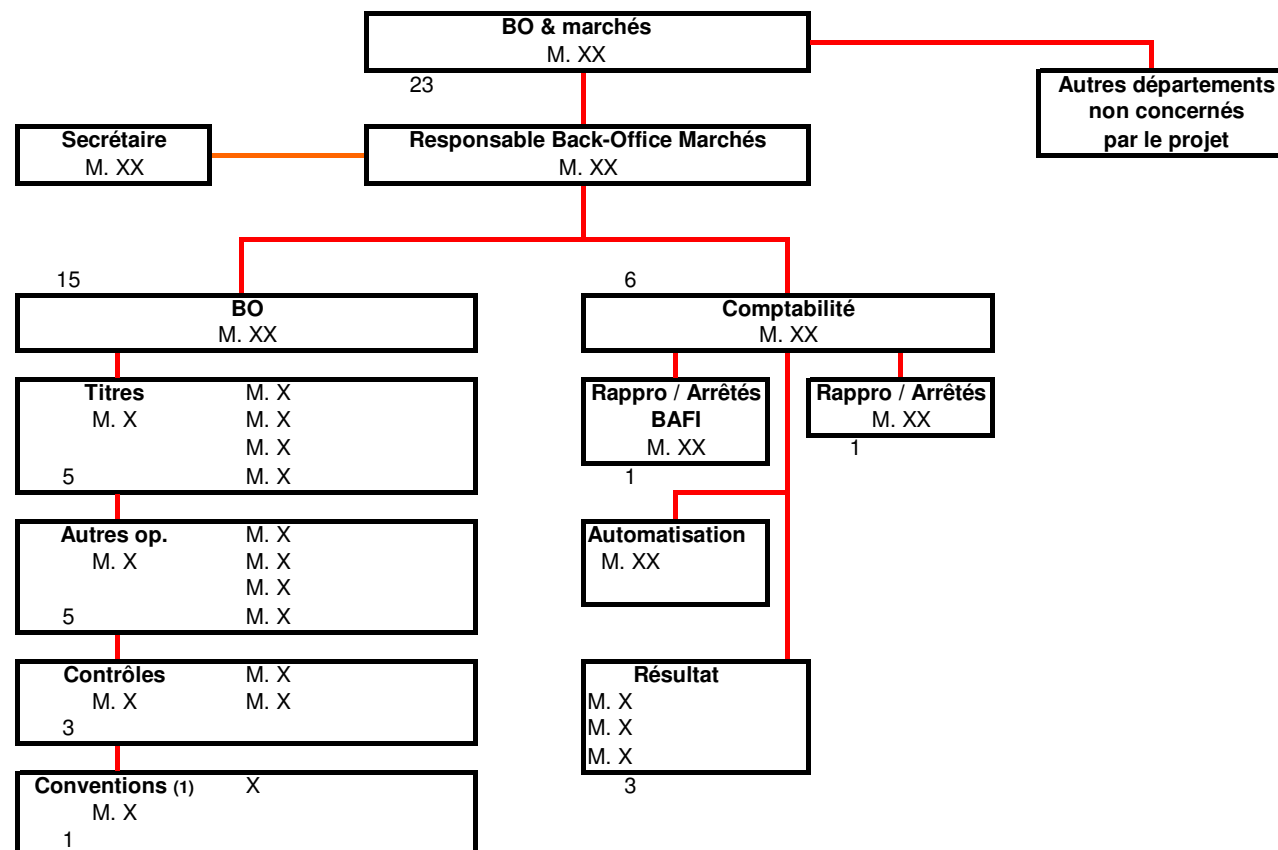 BO & marchés
M. XX
23
Autres départements
non concernés
par le projet
Secrétaire
M. XX
Responsable Back-Office Marchés
M. XX
15
BO
M. XX
6
Comptabilité
M. XX
Titres M. X
M. X M. X
M. X
5 M. X
Autres op. M. X
M. X M. X
M. X
5 M. X
Contrôles M. X
M. X M. X
3
Conventions (1) X
M. X
1
Rappro / Arrêtés
BAFI
M. XX
1
Rappro / Arrêtés
M. XX
1
Automatisation
M. XX
Résultat
M. X
M. X
M. X
3